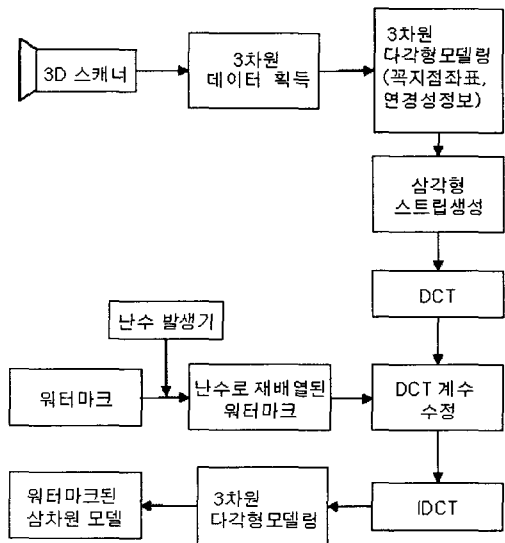 3D 스캐너
3차원
데이터 획득
3차원
다각형모델링
(꼭지점좌표,
연경성정보)
삼각형
스트립생성
DCT
난수 발생기
워터마크
난수로 재배열된
워터마크
DCT 계수
수정
IDCT
3차원
다각형모델링
워터마크된
삼차원 모델